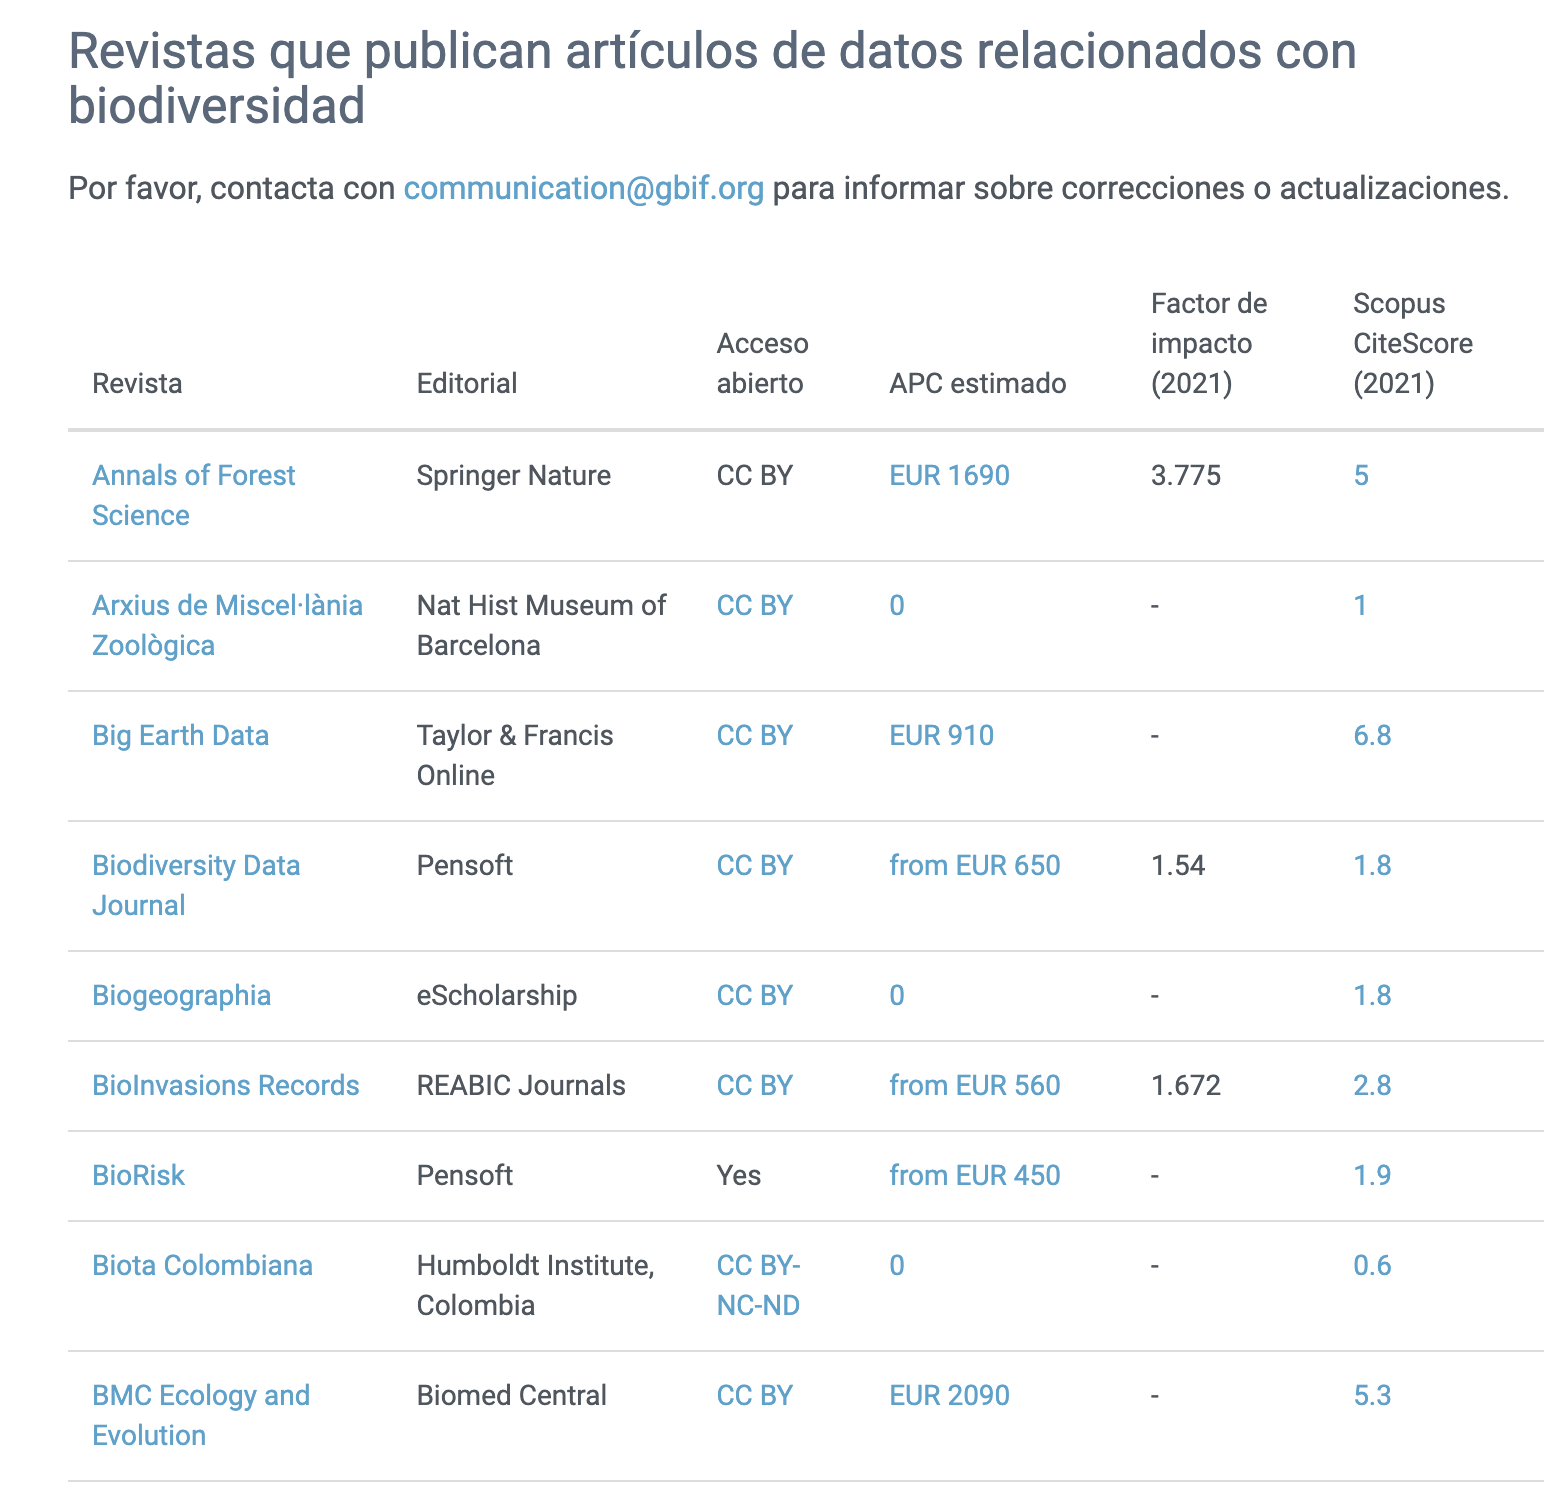 Revistas que publican artículos de datos relacionados con
biodiversidad
Por favor, contacta con communication@gbif.org para informar sobre correcciones o actualizaciones.
Revista Editorial Acceso abierto APC estimado Factor de impacto (2021) Scopus CiteScore (2021)
Annals of Forest Science Springer Nature CC BY EUR 1690 3.775 5
Arxius de Miscel·lània Zoològica Nat Hist Museum of Barcelona CC BY 0 - 1
Big Earth Data Taylor & Francis Online CC BY EUR 910 - 6.8
Biodiversity Data Journal Pensoft CC BY from EUR 650 1.54 1.8
Biogeographia eScholarship CC BY 0 - 1.8
BioInvasions Records REABIC Journals CC BY from EUR 560 1.672 2.8
BioRisk Pensoft Yes from EUR 450 - 1.9
Biota Colombiana Humboldt Institute, Colombia CC BY-NC-ND 0 - 0.6
BMC Ecology and Evolution Biomed Central CC BY EUR 2090 - 5.3